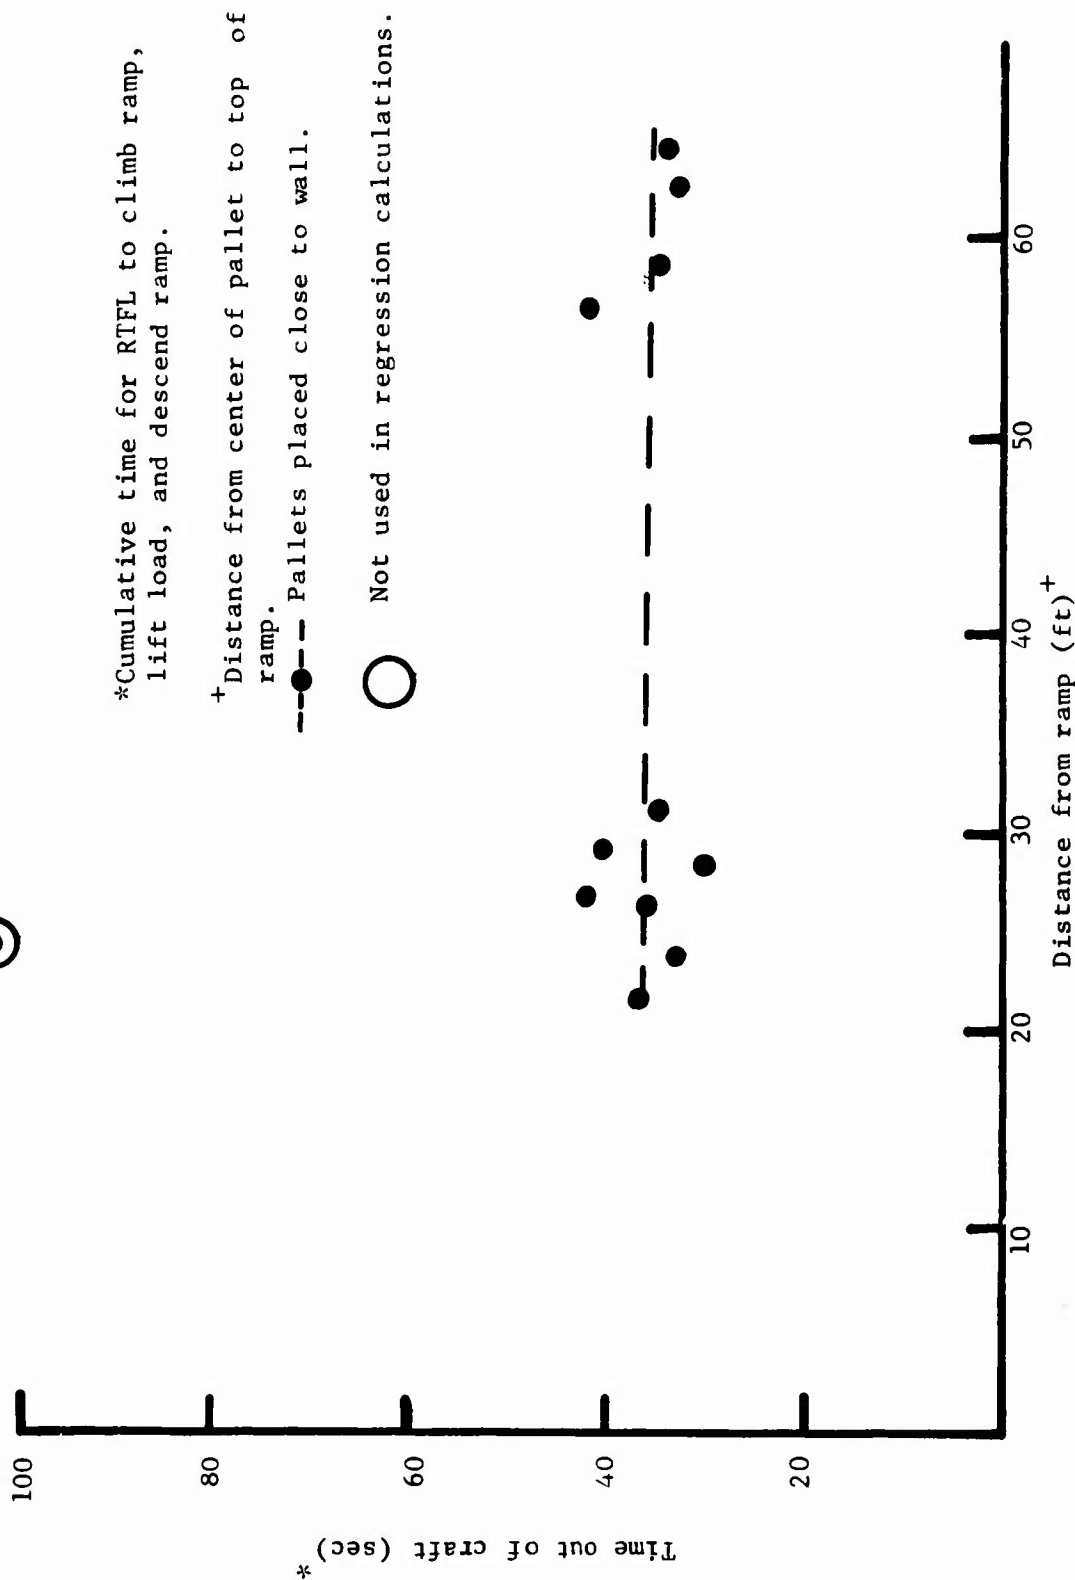 *Cumulative time for RTFL to climb ramp,
lift load, and descend ramp.
+Distance from center of pallet to top of
ramp.
Pallets placed close to wall.
Not used in regression calculations.
100
80
60
40
20
Time out of craft (sec)*
10
20
30
40
50
60
Distance from ramp (ft)+